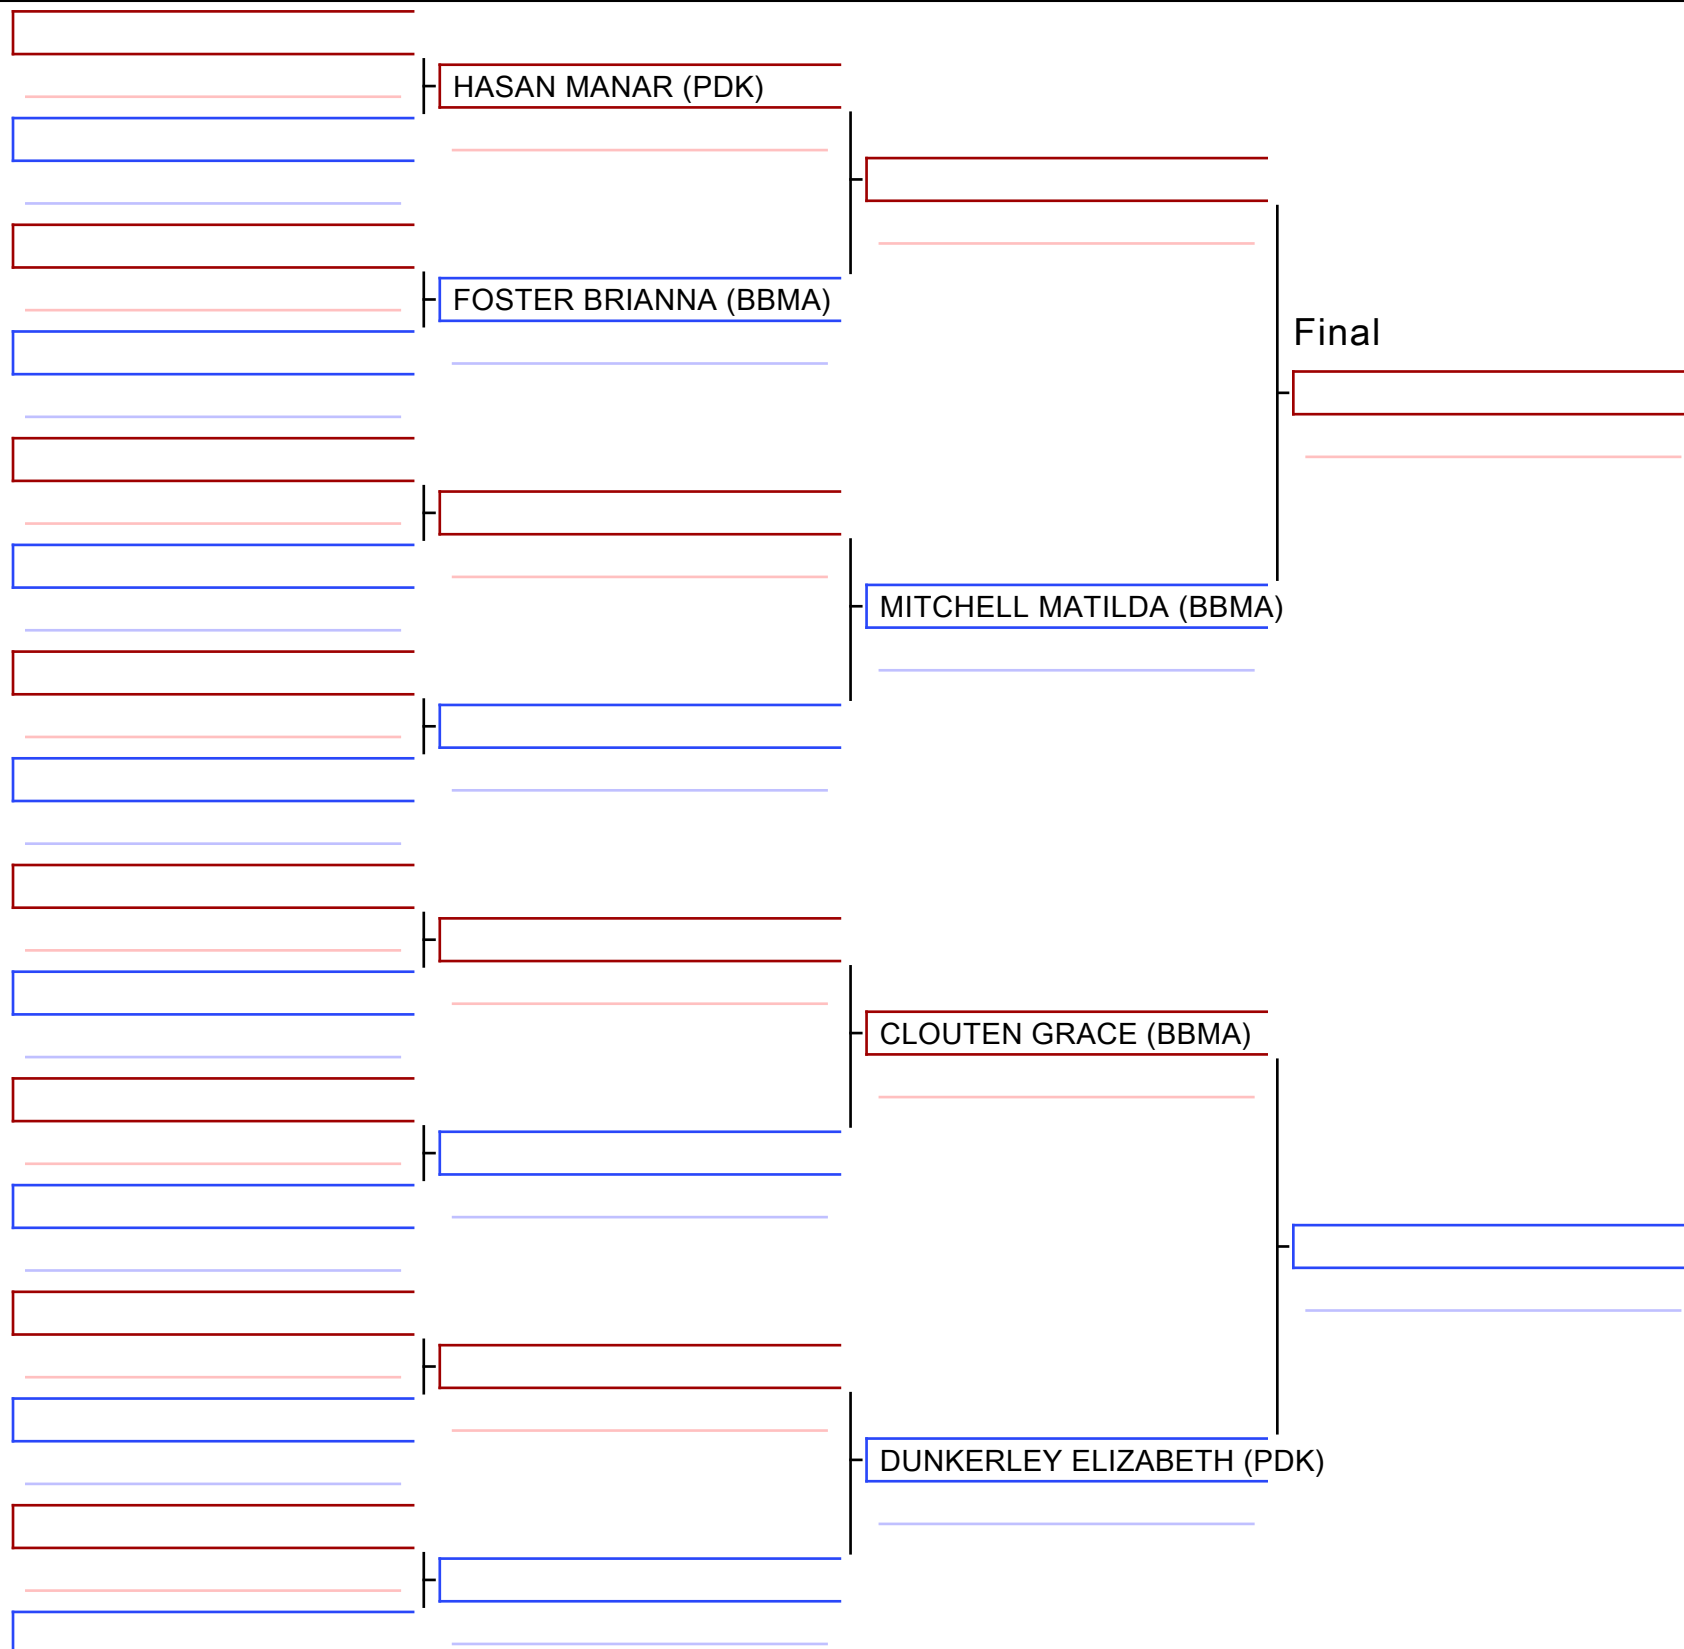 HASAN MANAR (PDK)
FOSTER BRIANNA (BBMA)
Final
MITCHELL MATILDA (BBMA)
CLOUTEN GRACE (BBMA)
DUNKERLEY ELIZABETH (PDK)